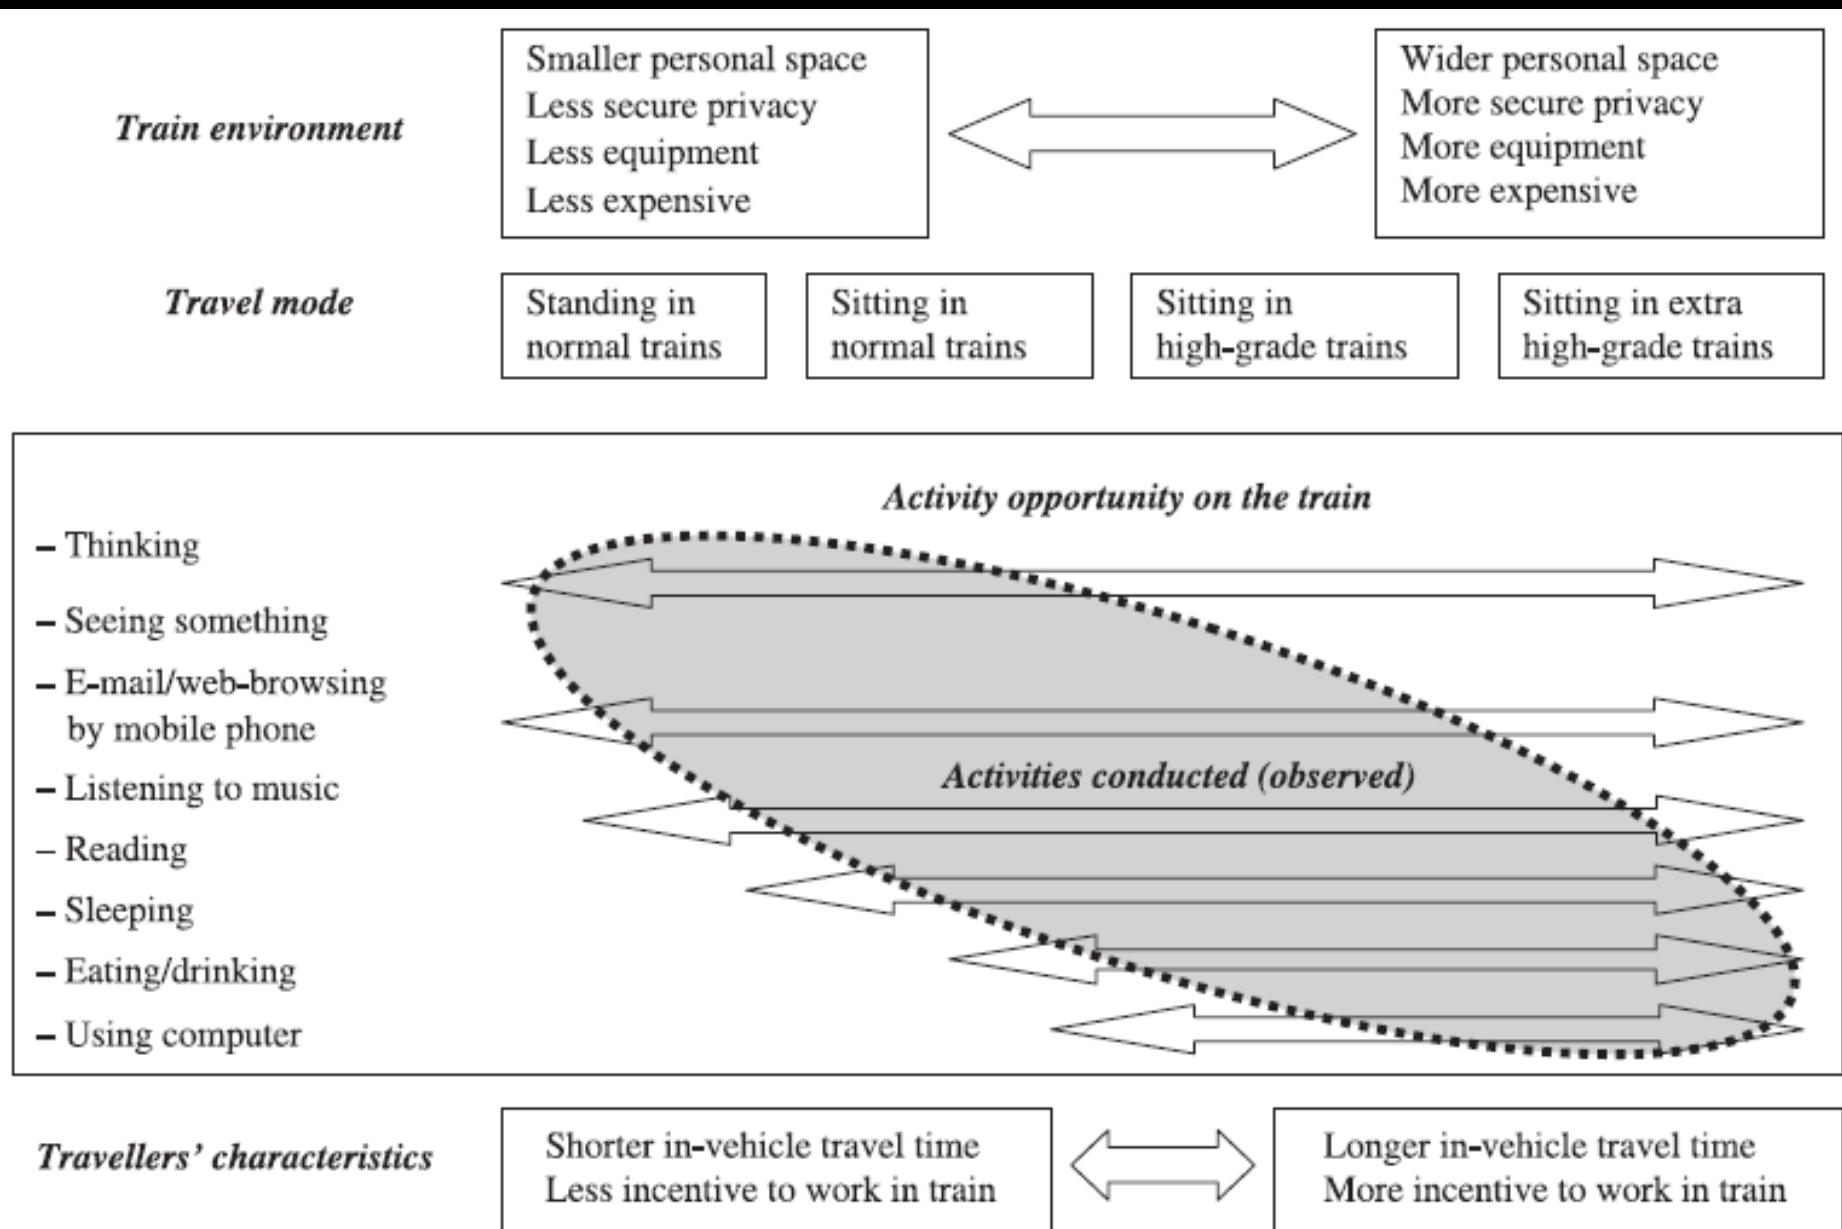 Train environment
Smaller personal space
Less secure privacy
Less equipment
Less expensive
Wider personal space
More secure privacy
More equipment
More expensive
Travel mode
Standing in
normal trains
Sitting in
normal trains
Sitting in
high-grade trains
Sitting in extra
high-grade trains
Activity opportunity on the train
– Thinking
– Seeing something
– E-mail/web-browsing
by mobile phone
Activities conducted (observed)
– Listening to music
– Reading
– Sleeping
– Eating/drinking
– Using computer
Travellers' characteristics
Shorter in-vehicle travel time
Less incentive to work in train
Longer in-vehicle travel time
More incentive to work in train